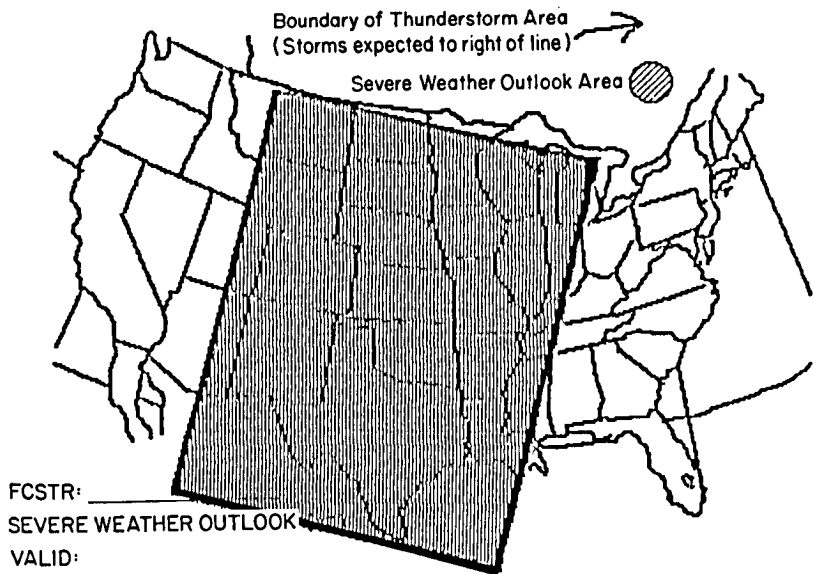 Boundary of Thunderstorm Area
(Storms expected to right of line)
Severe Weather Outlook Area
FCSTR:
SEVERE WEATHER OUTLOOK
VALID: